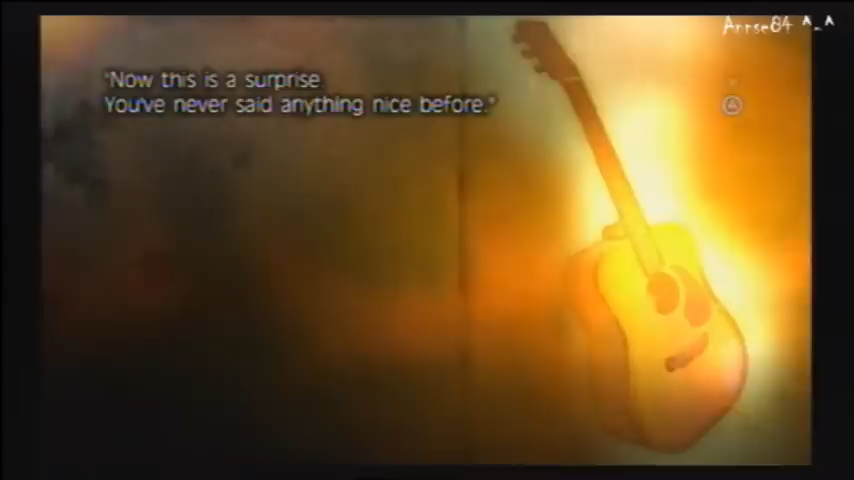 Annse84 ^_^
"Now this is a surprise.
You've never said anything nice before."
A